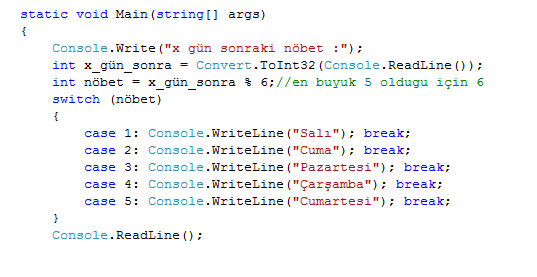 static void Main(string[] args)
{
    Console.Write("x gün sonraki nöbet :");
    int x_gün_sonra = Convert.ToInt32(Console.ReadLine());
    int nöbet = x_gün_sonra % 6;//en buyuk 5 oldugu için 6
    switch (nöbet)
    {
        case 1: Console.WriteLine("Salı"); break;
        case 2: Console.WriteLine("Cuma"); break;
        case 3: Console.WriteLine("Pazartesi"); break;
        case 4: Console.WriteLine("Çarşamba"); break;
        case 5: Console.WriteLine("Cumartesi"); break;
    }
    Console.ReadLine();